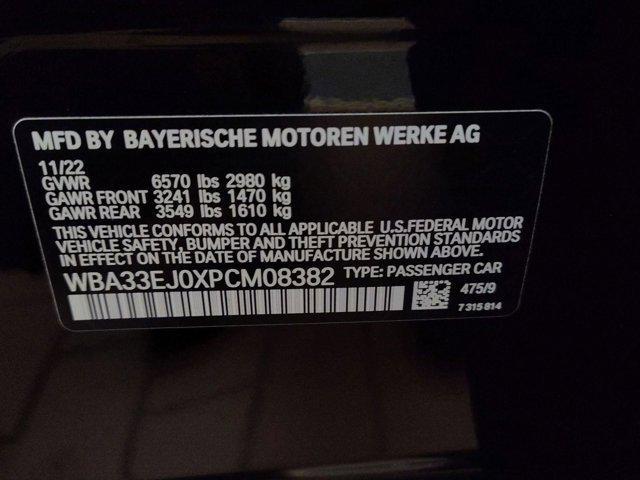 MFD BY BAYERISCHE MOTOREN WERKE AG
11/22
GVWR 6570 lbs 2980 kg
GAWR FRONT 3241 lbs 1470 kg
GAWR REAR 3549 lbs 1610 kg
THIS VEHICLE CONFORMS TO ALL APPLICABLE U.S.FEDERAL MOTOR
VEHICLE SAFETY, BUMPER AND THEFT PREVENTION STANDARDS
IN EFFECT ON THE DATE OF MANUFACTURE SHOWN ABOVE.
WBA33EJ0XPCM08382 TYPE: PASSENGER CAR
475/9
7 315 814